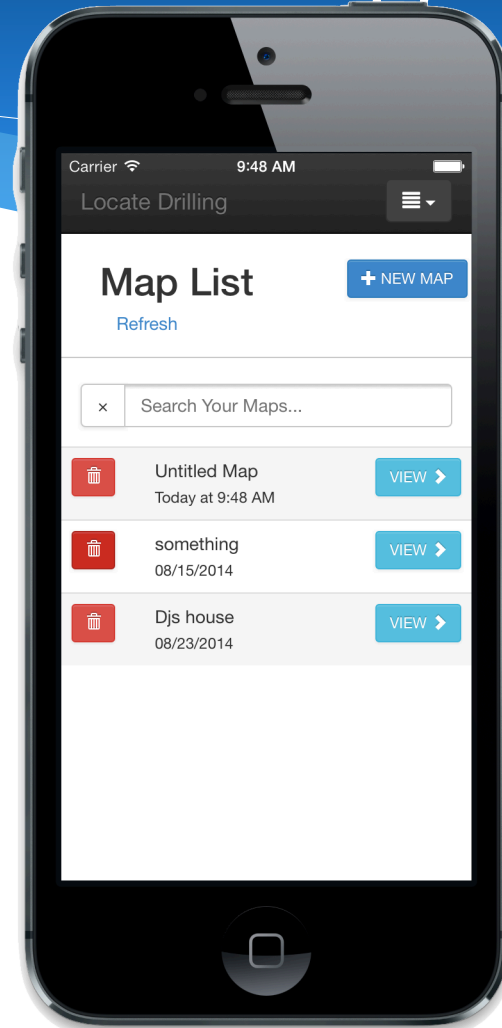 Carrier 9:48 AM
Locate Drilling
Map List
+ NEW MAP
Refresh
× Search Your Maps...
Untitled Map
Today at 9:48 AM
VIEW
something
08/15/2014
VIEW
Djs house
08/23/2014
VIEW